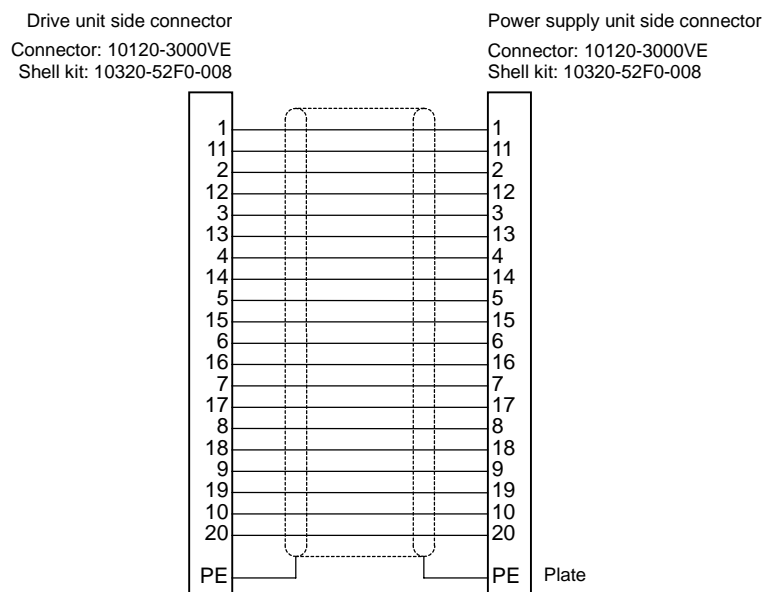 Drive unit side connector
Connector: 10120-3000VE
Shell kit: 10320-52F0-008
Power supply unit side connector
Connector: 10120-3000VE
Shell kit: 10320-52F0-008
1 1
11 11
2 2
12 12
3 3
13 13
4 4
14 14
5 5
15 15
6 6
16 16
7 7
17 17
8 8
18 18
9 9
19 19
10 10
20 20
PE PE Plate